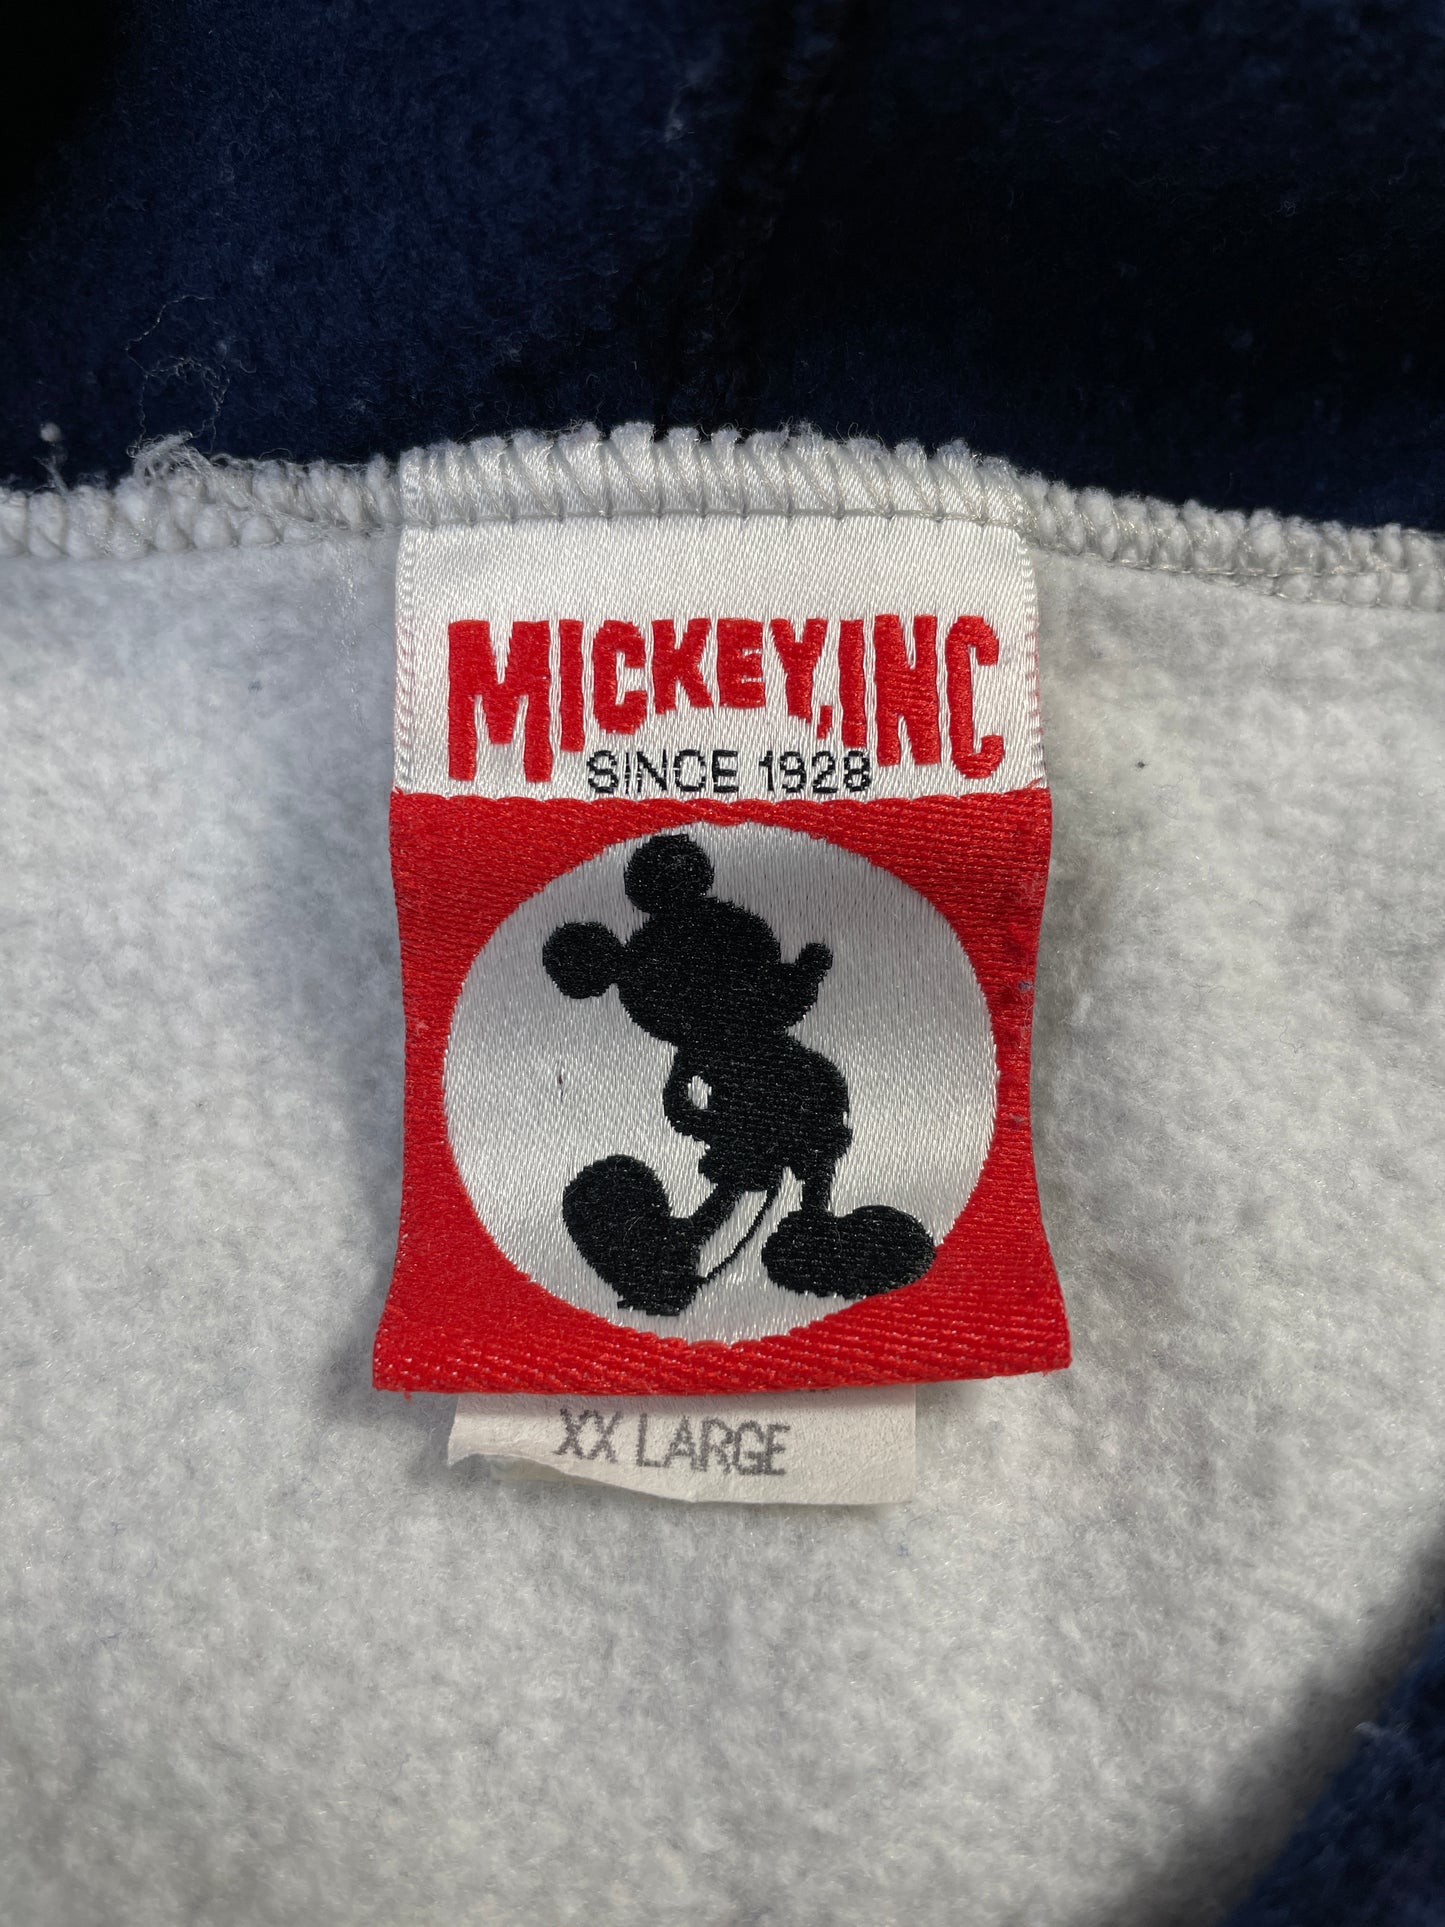 MICKEY, INC
SINCE 1928
XX LARGE